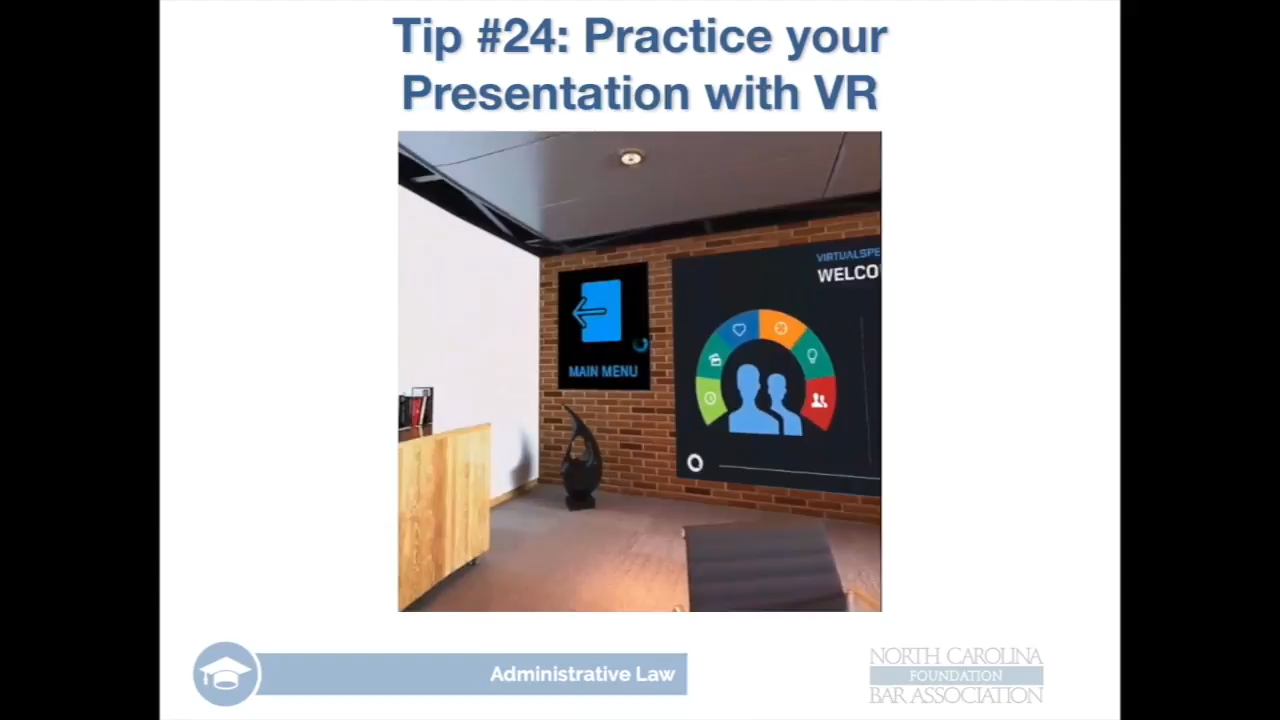 Tip #24: Practice your
Presentation with VR
VIRTUALSPE
WELCO
MAIN MENU
Administrative Law
NORTH CAROLINA
FOUNDATION
BAR ASSOCIATION